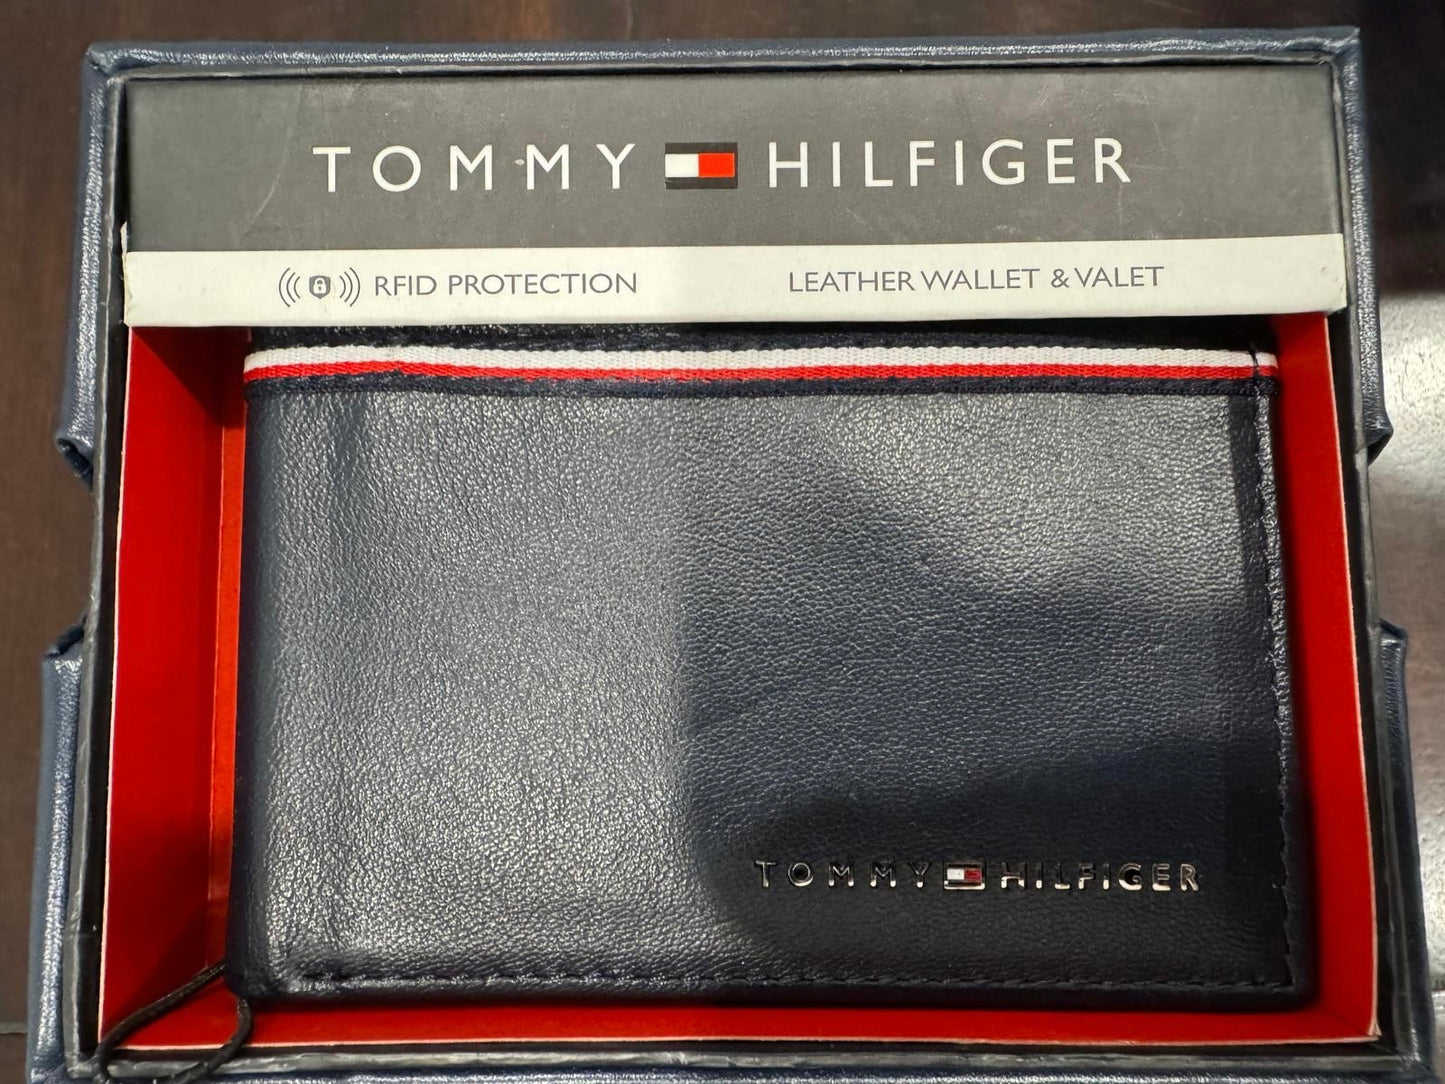 TOMMY HILFIGER
RFID PROTECTION LEATHER WALLET & VALET
TOMMY HILFIGER